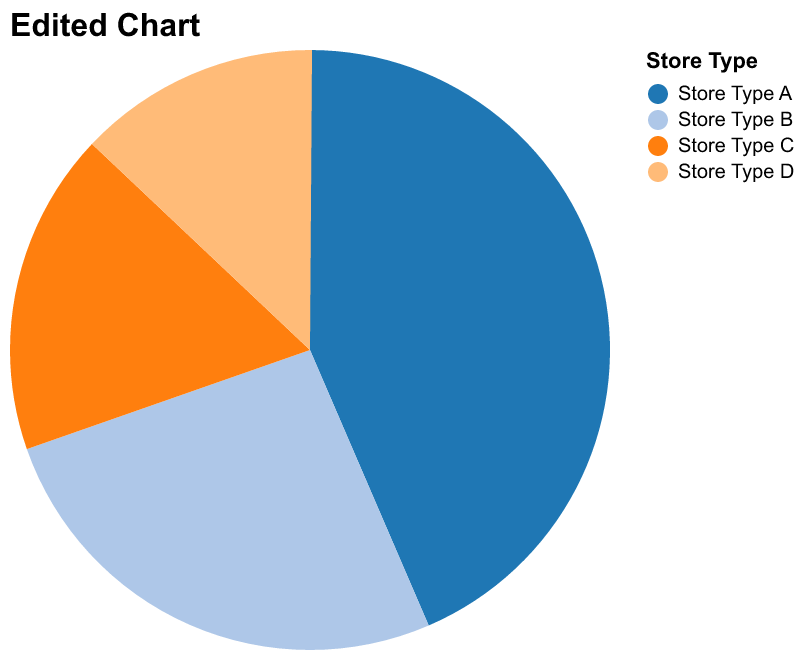 Edited Chart
Store Type
Store Type A
Store Type B
Store Type C
Store Type D